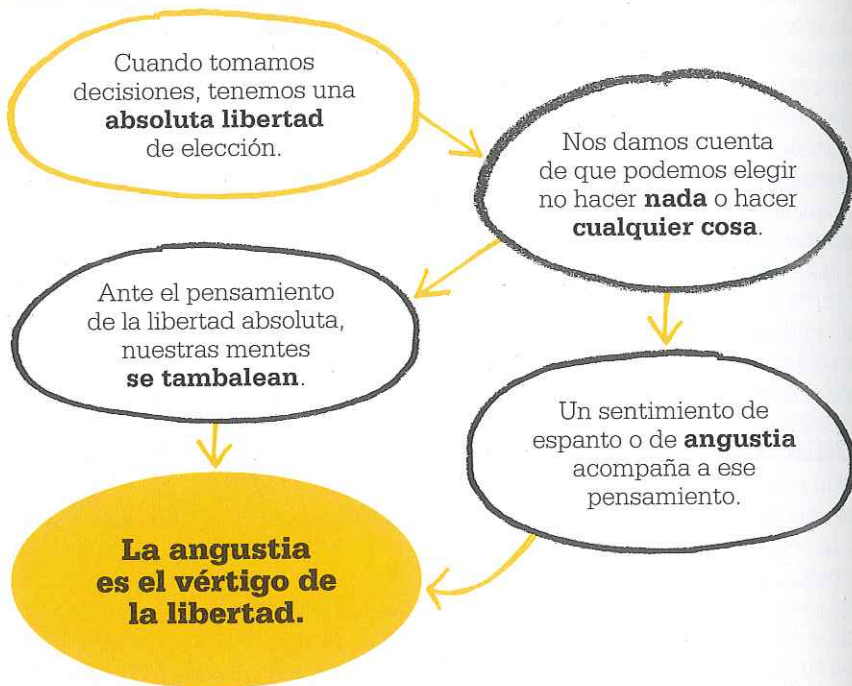 Cuando tomamos
decisiones, tenemos una
absoluta libertad
de elección.
Nos damos cuenta
de que podemos elegir
no hacer nada o hacer
cualquier cosa.
Ante el pensamiento
de la libertad absoluta,
nuestras mentes
se tambalean.
Un sentimiento de
espanto o de angustia
acompaña a ese
pensamiento.
La angustia
es el vértigo de
la libertad.